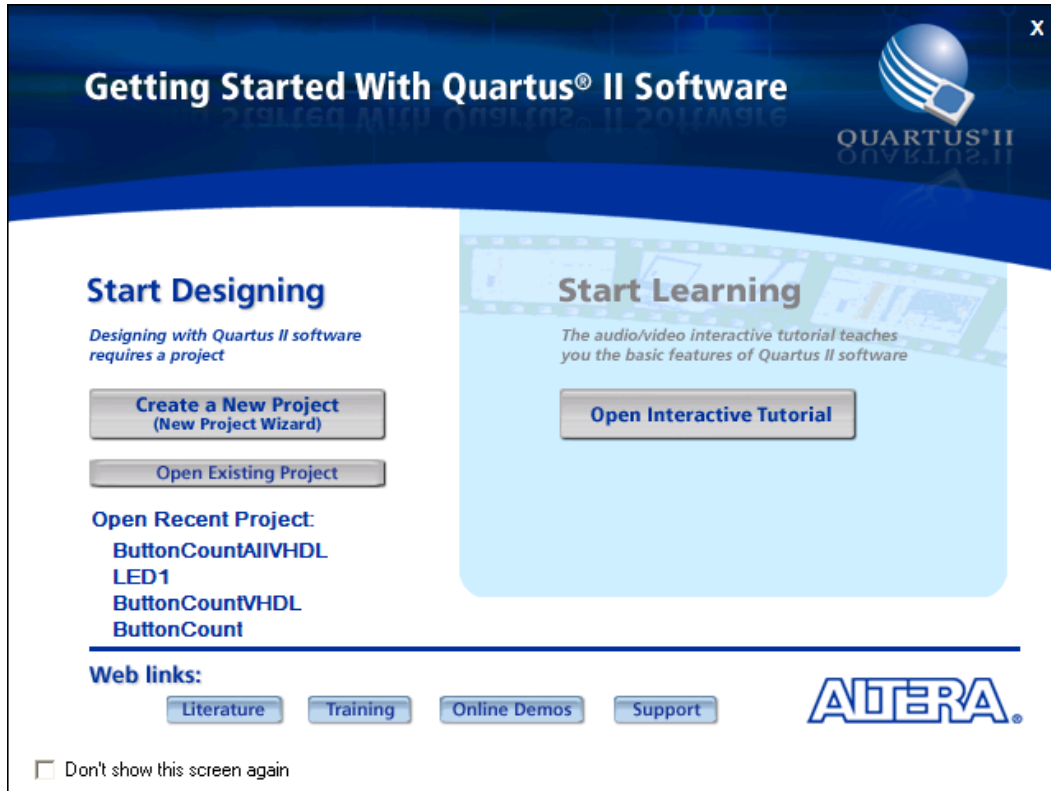 X
Getting Started With Quartus® II Software
QUARTUS® II
Start Designing
Designing with Quartus II software
requires a project
Create a New Project
(New Project Wizard)
Open Existing Project
Open Recent Project:
ButtonCountAllVHDL
LED1
ButtonCountVHDL
ButtonCount
Start Learning
The audio/video interactive tutorial teaches
you the basic features of Quartus II software
Open Interactive Tutorial
Web links:
Literature
Training
Online Demos
Support
ALTERA®
Don't show this screen again